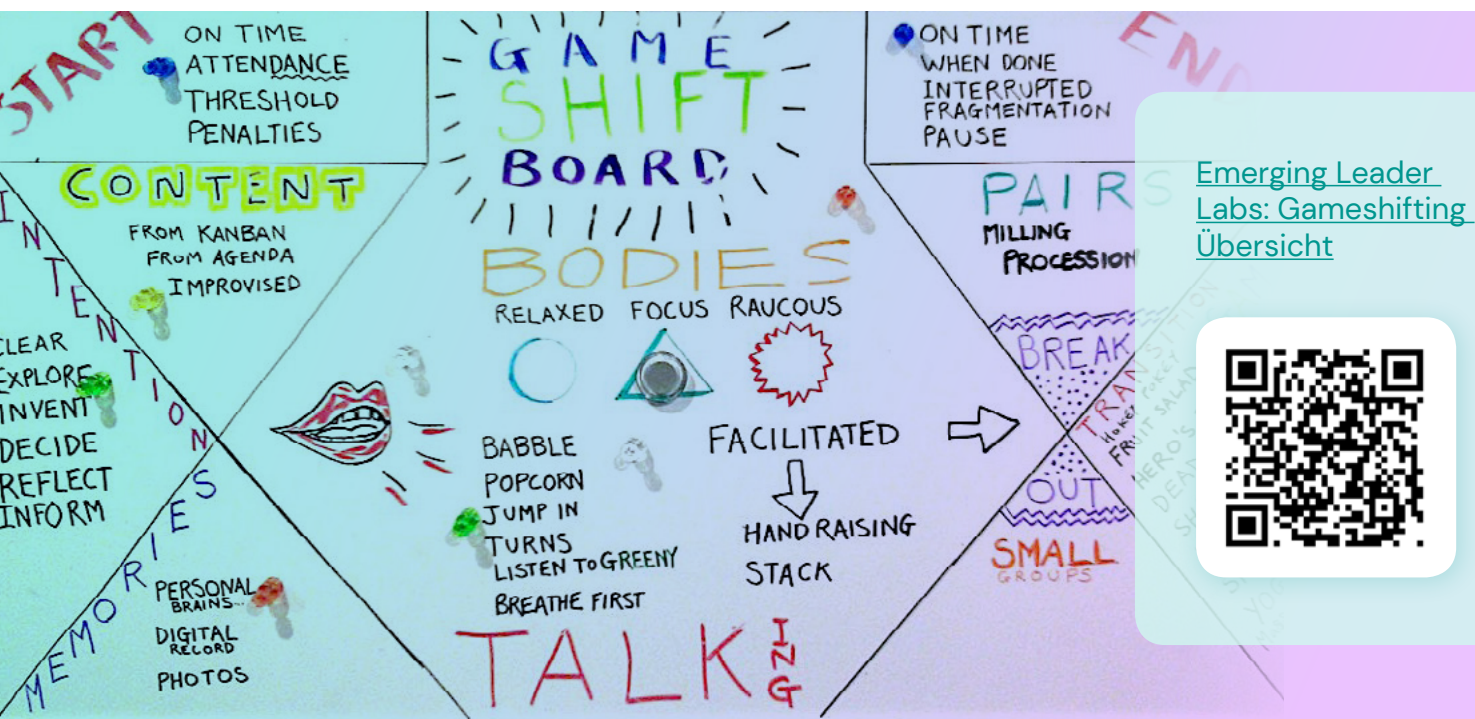 START
ON TIME
ATTENDANCE
THRESHOLD
PENALTIES
GAME
SHIFT
BOARD
ON TIME
WHEN DONE
INTERRUPTED
FRAGMENTATION
PAUSE
END
CONTENT
FROM KANBAN
FROM AGENDA
IMPROVISED
INTENTION
CLEAR
EXPLORE
INVENT
DECIDE
REFLECT
INFORM
MEMORIES
PERSONAL
BRAINS...
DIGITAL
RECORD
PHOTOS
BODIES
RELAXED FOCUS RAUCOUS
BABBLE
POPCORN
JUMP IN
TURNS
LISTEN TO GREENY
BREATHE FIRST
FACILITATED
HAND RAISING
STACK
TALKING
PAIRS
MILLING
PROCESSION
BREAK
OUT
SMALL
GROUPS
TRANSITION
HOKEY POKEY
FRUIT SALAD
HERO'S
Emerging Leader
Labs: Gameshifting
Übersicht